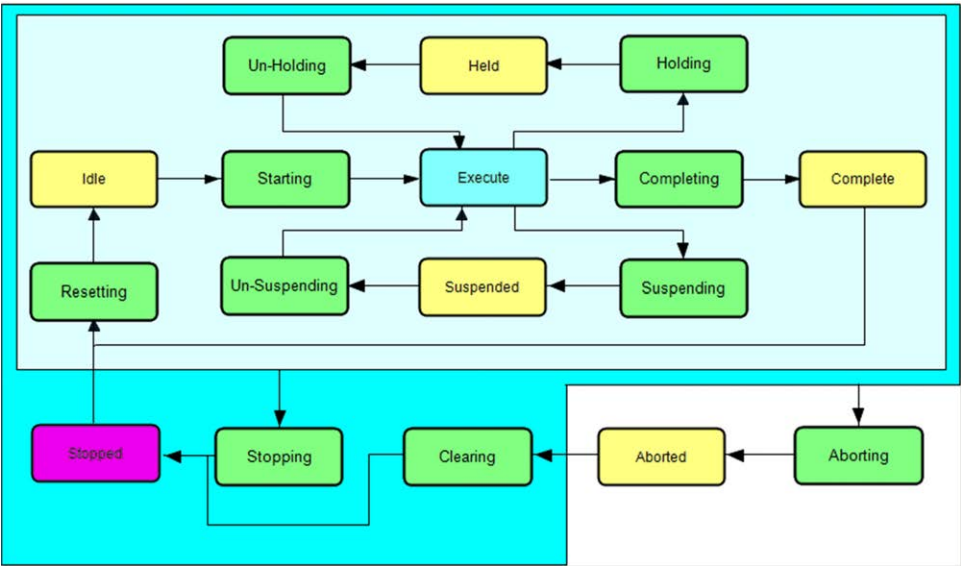 Un-Holding
Held
Holding
Idle
Starting
Execute
Completing
Complete
Resetting
Un-Suspending
Suspended
Suspending
Stopped
Stopping
Clearing
Aborted
Aborting